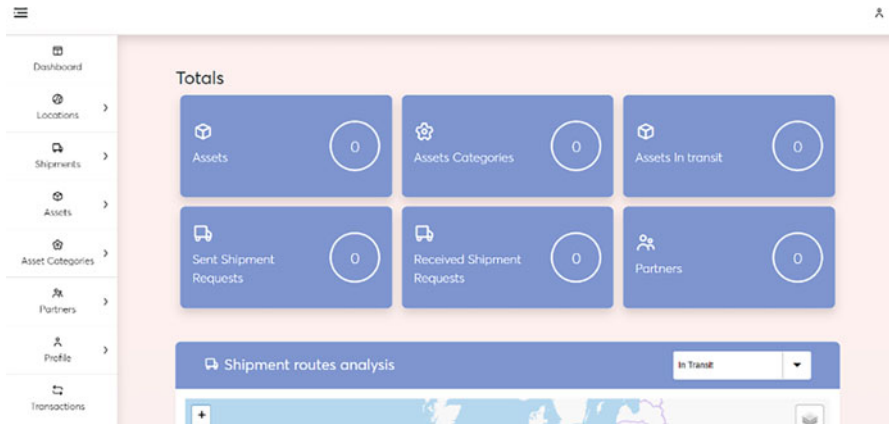 Dashboard
Locations
Shipments
Assets
Asset Categories
Partners
Profile
Transactions
Totals
Assets
0
Assets Categories
0
Assets In transit
0
Sent Shipment
Requests
0
Received Shipment
Requests
0
Partners
0
Shipment routes analysis
In Transit
+